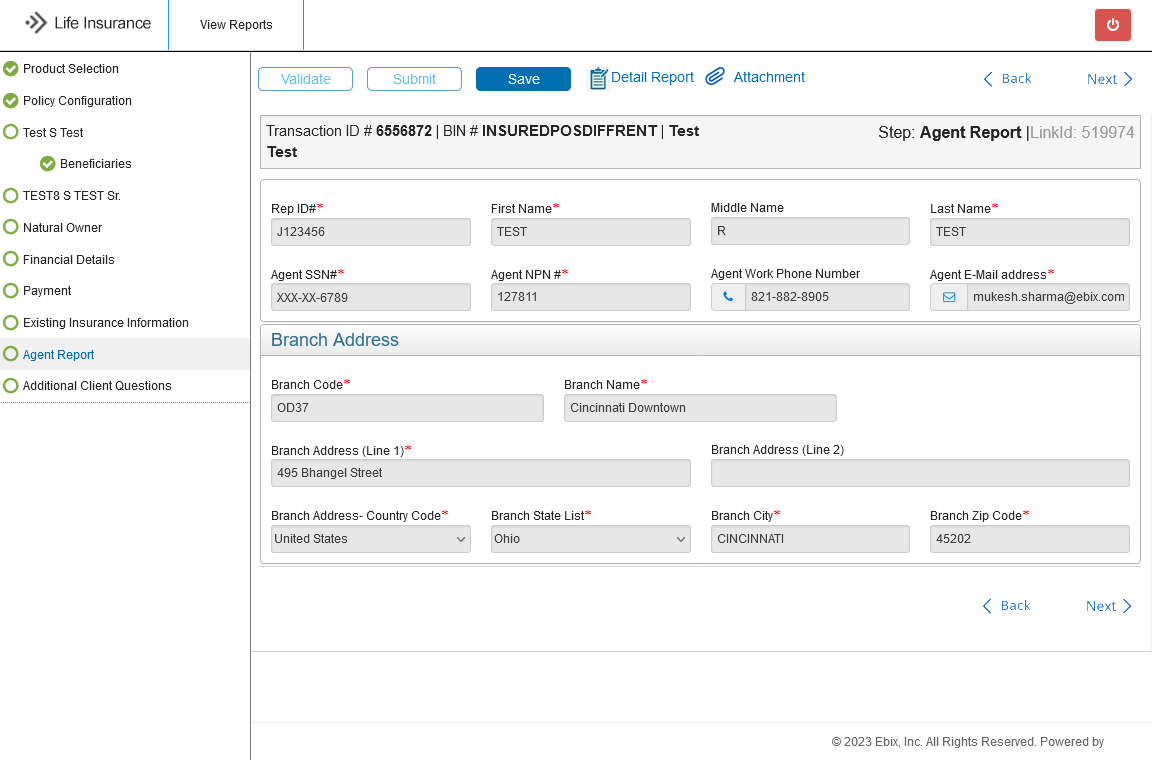 Life Insurance
View Reports
Product Selection
Policy Configuration
Test S Test
Beneficiaries
TEST8 S TEST Sr.
Natural Owner
Financial Details
Payment
Existing Insurance Information
Agent Report
Additional Client Questions
Validate Submit Save Detail Report Attachment Back Next
Transaction ID # 6556872 | BIN # INSUREDPOSDIFFRENT | Test
Test
Step: Agent Report |LinkId: 519974
Rep ID#* First Name* Middle Name Last Name*
J123456 TEST R TEST
Agent SSN#* Agent NPN #* Agent Work Phone Number Agent E-Mail address*
XXX-XX-6789 127811 821-882-8905 mukesh.sharma@ebix.com
Branch Address
Branch Code* Branch Name*
OD37 Cincinnati Downtown
Branch Address (Line 1)* Branch Address (Line 2)
495 Bhangel Street
Branch Address- Country Code* Branch State List* Branch City* Branch Zip Code*
United States Ohio CINCINNATI 45202
Back Next
© 2023 Ebix, Inc. All Rights Reserved. Powered by